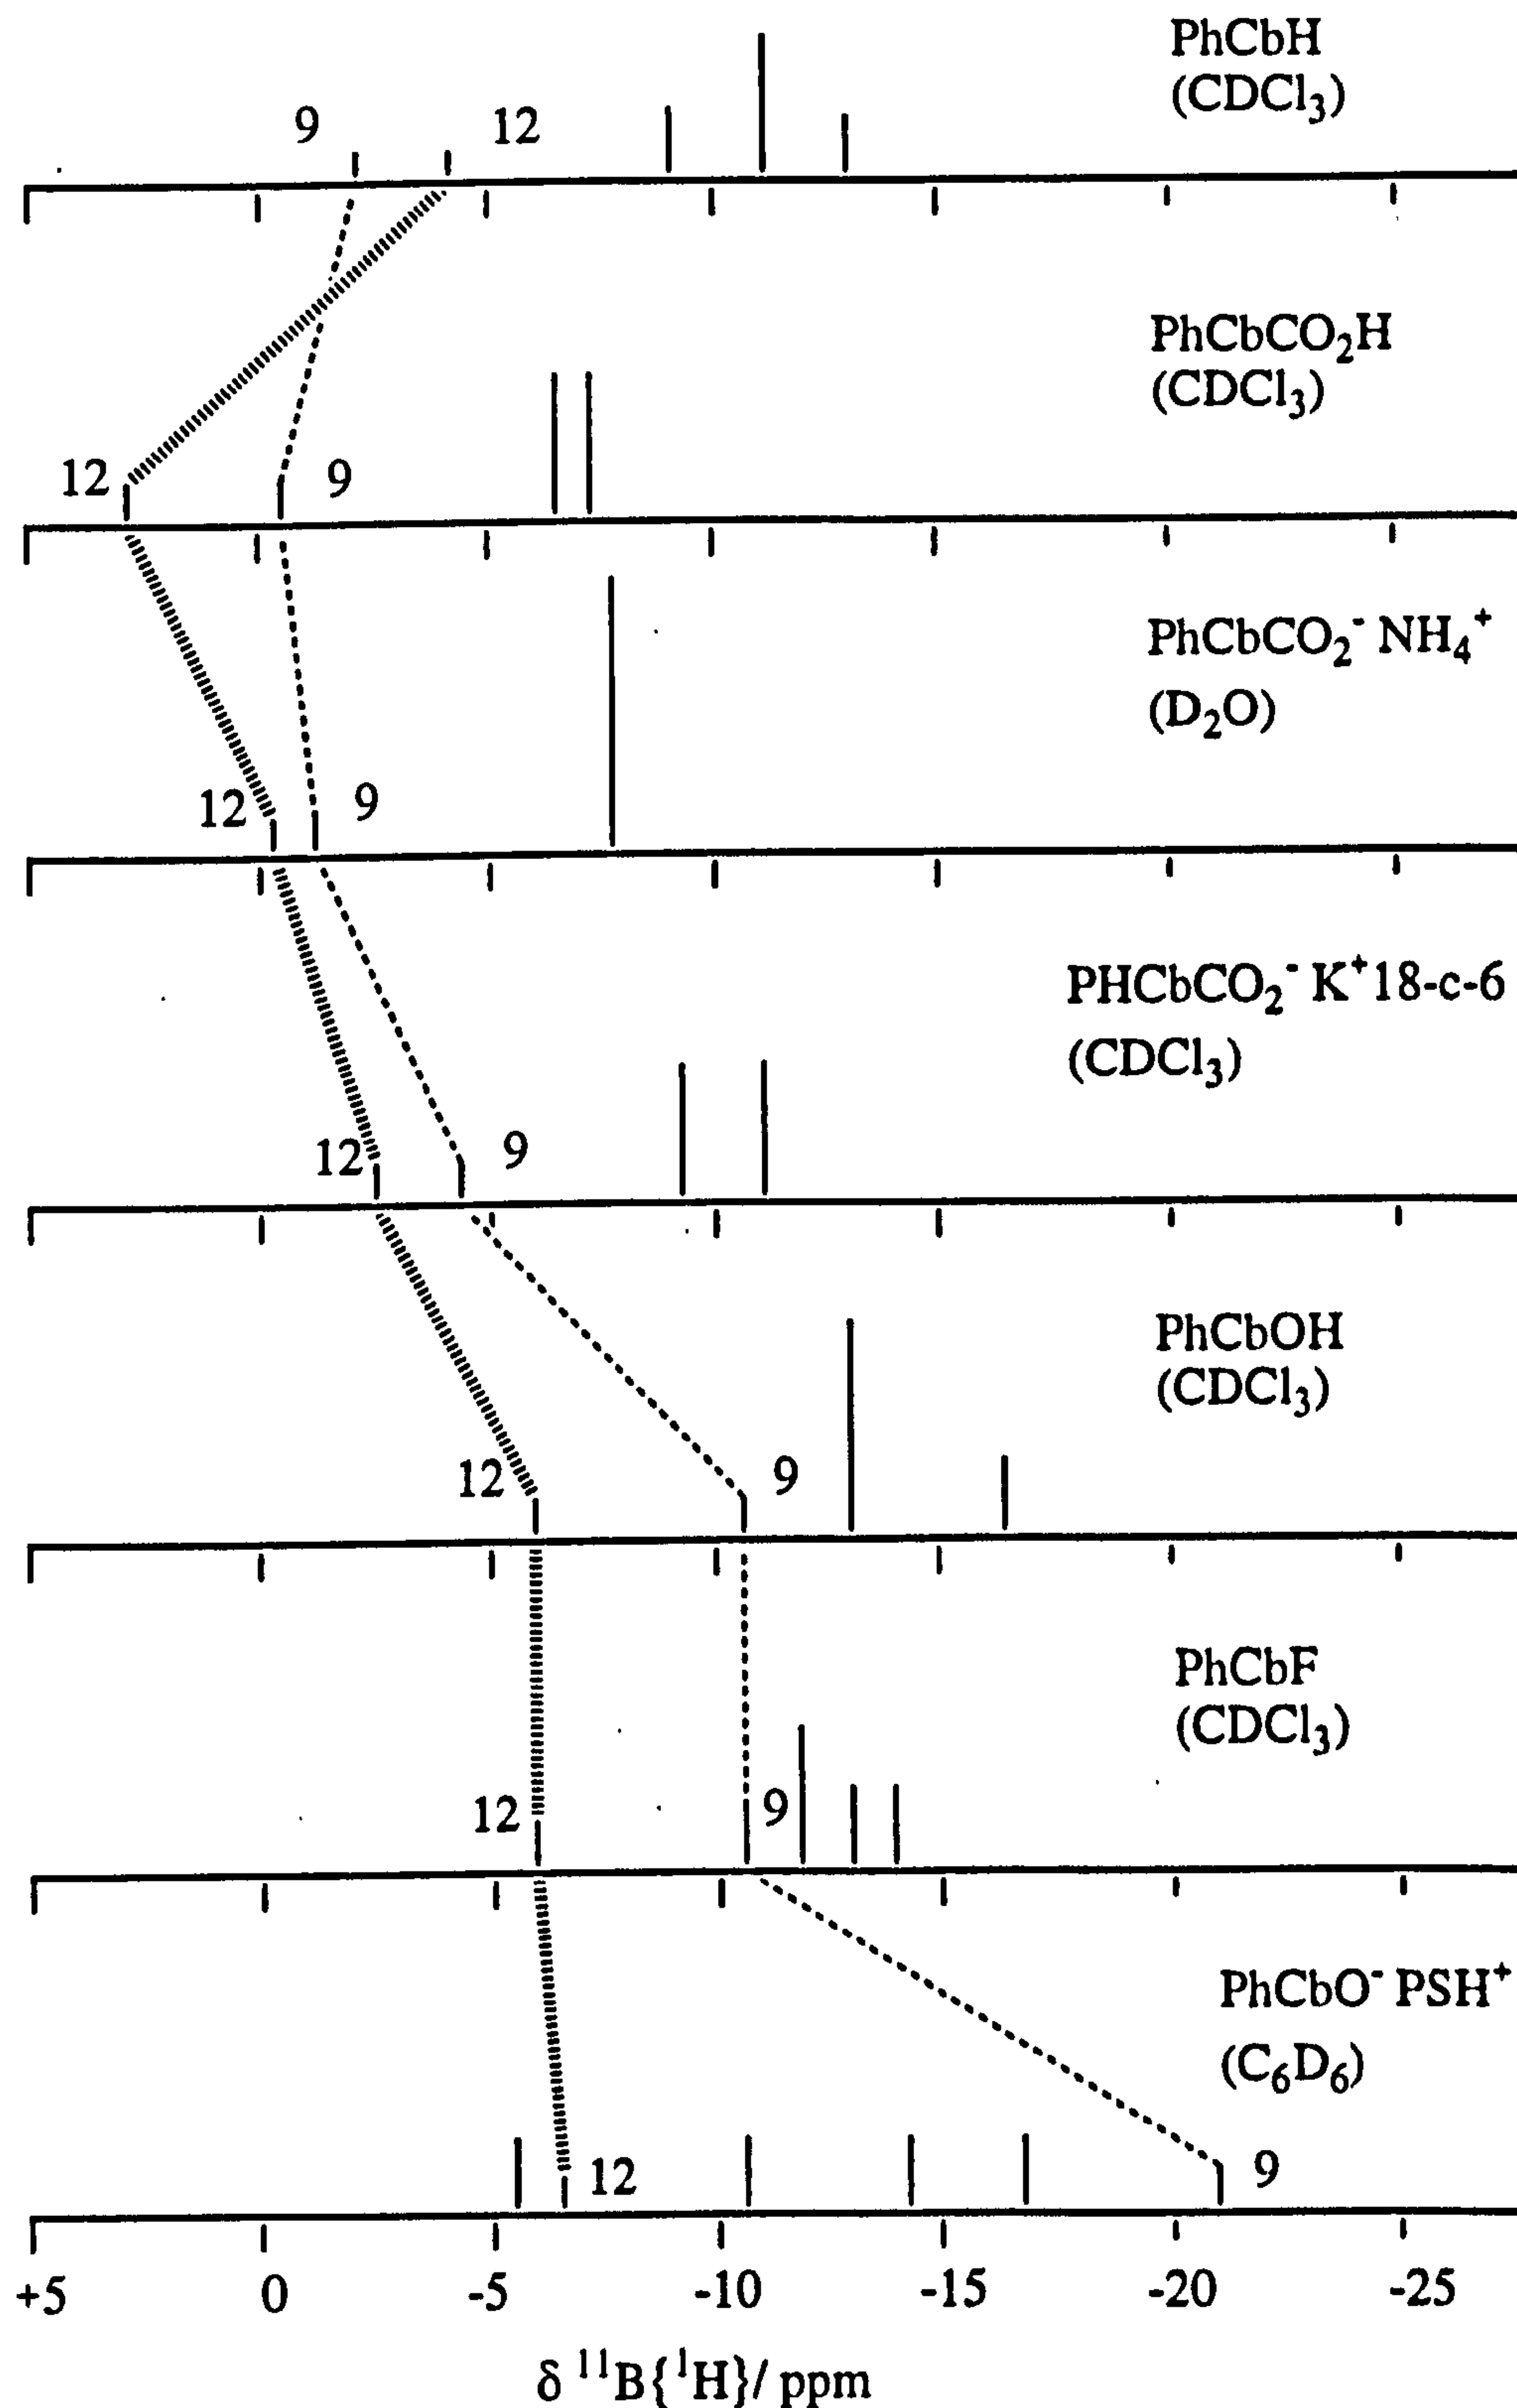 PhCbH
(CDCl₃)
9 12
PhCbCO₂H
(CDCl₃)
12 9
PhCbCO₂⁻ NH₄⁺
(D₂O)
12 9
PHCbCO₂⁻ K⁺18-c-6
(CDCl₃)
12 9
PhCbOH
(CDCl₃)
12 9
PhCbF
(CDCl₃)
12 9
PhCbO⁻ PSH⁺
(C₆D₆)
12 9
+5 0 -5 -10 -15 -20 -25
δ ¹¹B{¹H}/ ppm